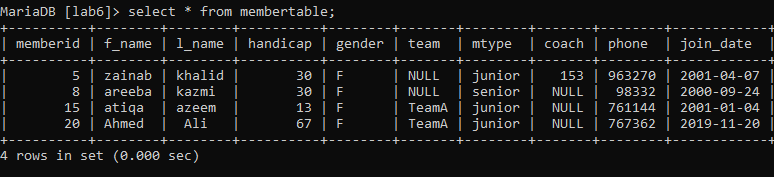 MariaDB [lab6]> select * from membertable;
+----------+--------+--------+----------+--------+-------+--------+-------+--------+------------+
| memberid | f_name | l_name | handicap | gender | team  | mtype  | coach | phone  | join_date  |
+----------+--------+--------+----------+--------+-------+--------+-------+--------+------------+
|        5 | zainab | khalid |       30 | F      | NULL  | junior |   153 | 963270 | 2001-04-07 |
|        8 | areeba | kazmi  |       30 | F      | NULL  | senior |  NULL |  98332 | 2000-09-24 |
|       15 | atiqa  | azeem  |       13 | F      | TeamA | junior |  NULL | 761144 | 2001-01-04 |
|       20 | Ahmed  |  Ali   |       67 | F      | TeamA | junior |  NULL | 767362 | 2019-11-20 |
+----------+--------+--------+----------+--------+-------+--------+-------+--------+------------+
4 rows in set (0.000 sec)